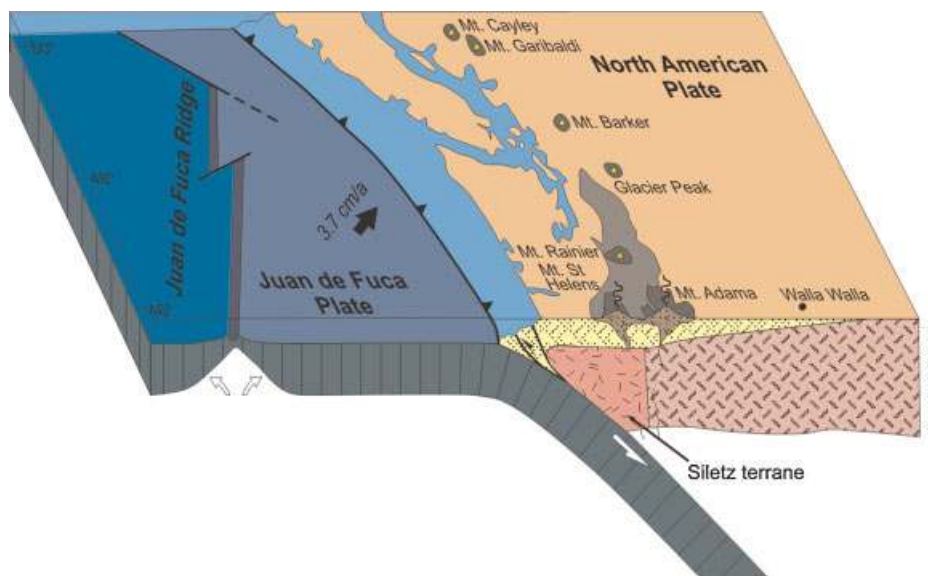 Mt. Cayley
Mt. Garibaldi
North American
Plate
Mt. Barker
Glacier Peak
Juan de Fuca Ridge
3.7 cm/a
Mt. Rainier
Mt. St
Helens
Juan de Fuca
Plate
Mt. Adama
Walla Walla
Siletz terrane